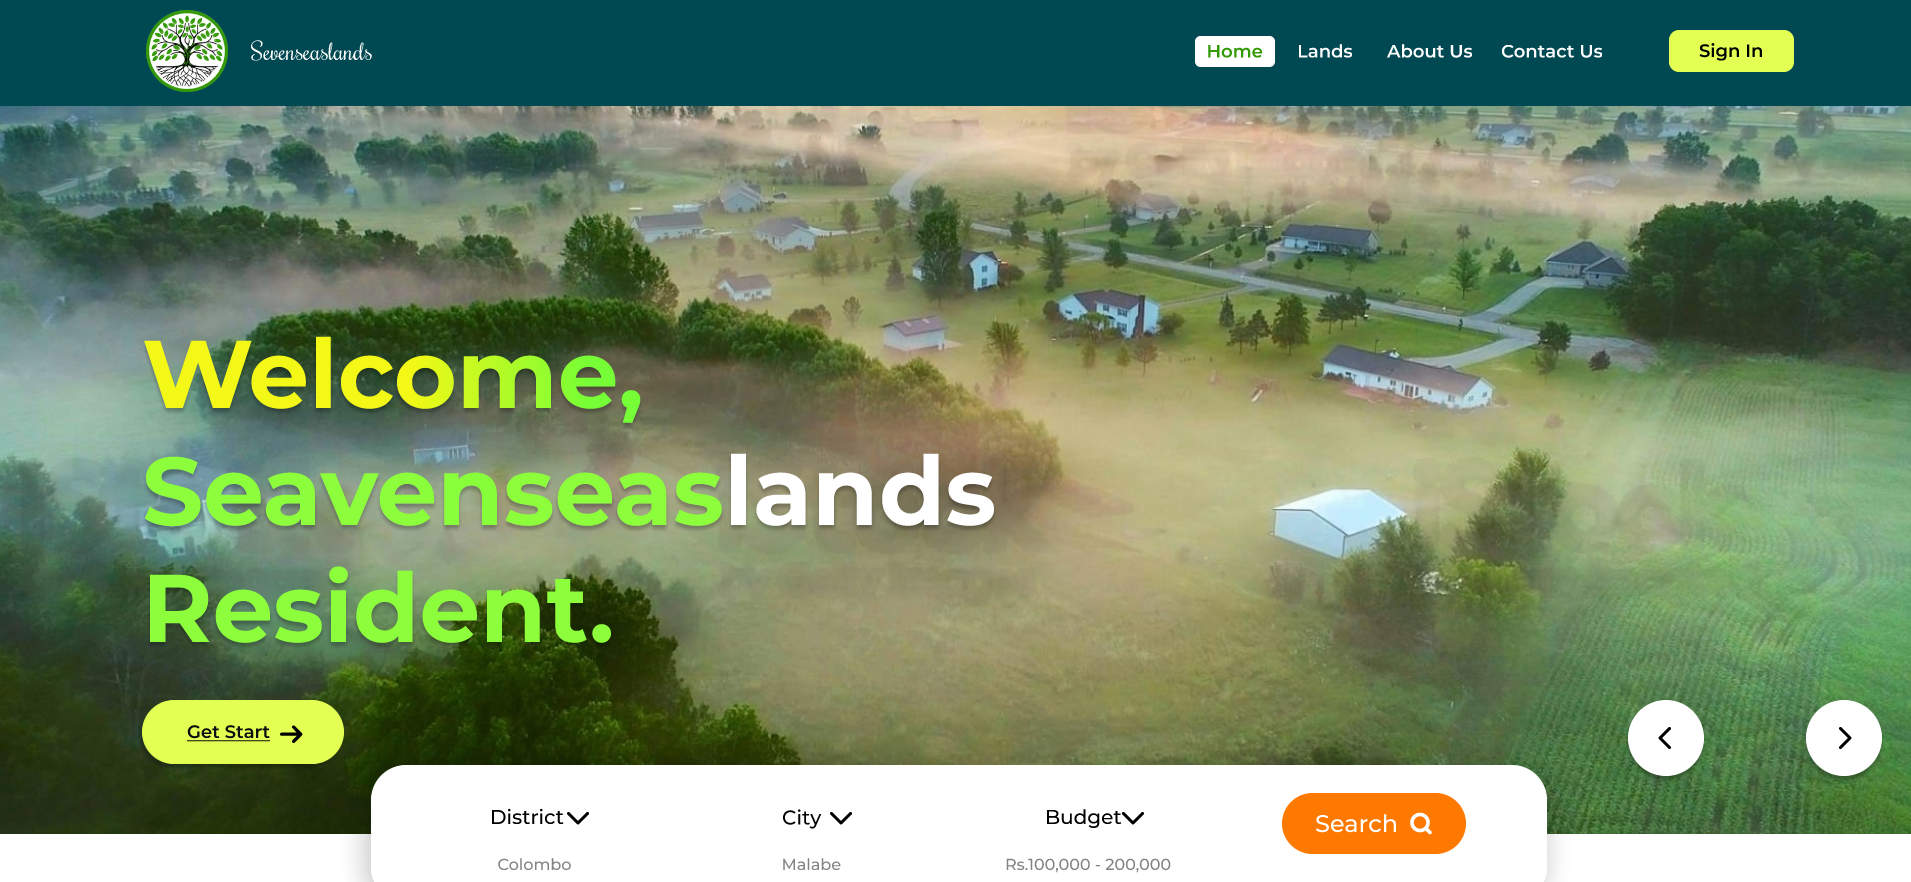 Sevenseaslands
Home Lands About Us Contact Us Sign In
Welcome,
Seavenseaslands
Resident.
Get Start
District City Budget Search
Colombo Malabe Rs.100,000 - 200,000